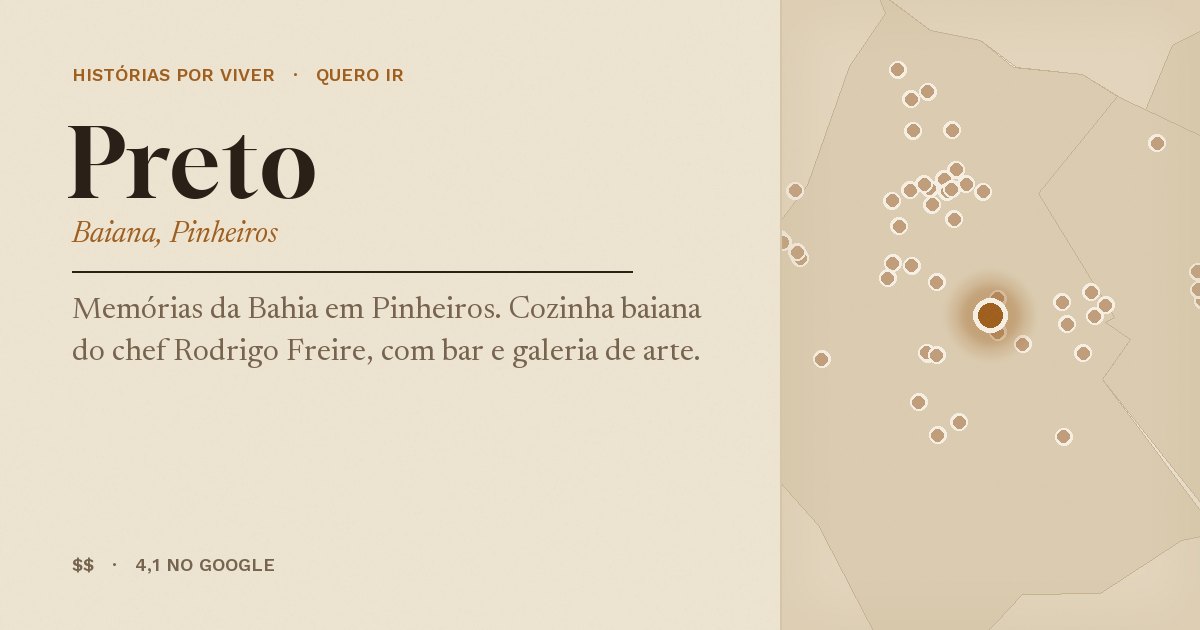 HISTÓRIAS POR VIVER · QUERO IR
Preto
Baiana, Pinheiros
Memórias da Bahia em Pinheiros. Cozinha baiana
do chef Rodrigo Freire, com bar e galeria de arte.
$$ · 4,1 NO GOOGLE